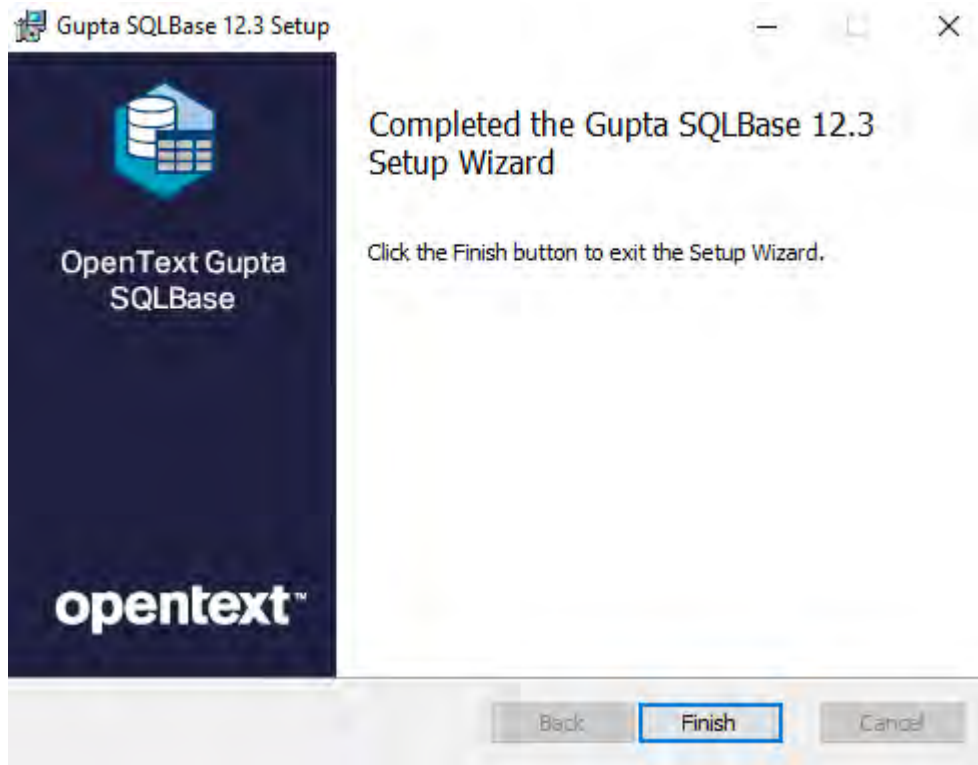 Gupta SQLBase 12.3 Setup
Completed the Gupta SQLBase 12.3
Setup Wizard
Click the Finish button to exit the Setup Wizard.
OpenText Gupta
SQLBase
opentext™
Back
Finish
Cancel